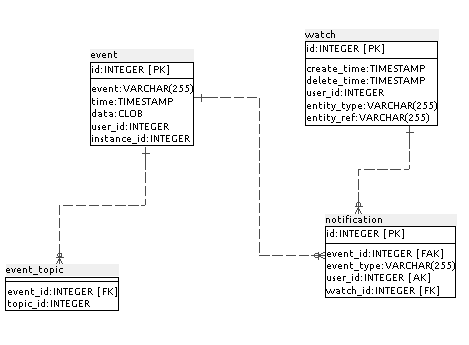 watch
id:INTEGER [PK]
create_time:TIMESTAMP
delete_time:TIMESTAMP
user_id:INTEGER
entity_type:VARCHAR(255)
entity_ref:VARCHAR(255)
event
id:INTEGER [PK]
event:VARCHAR(255)
time:TIMESTAMP
data:CLOB
user_id:INTEGER
instance_id:INTEGER
notification
id:INTEGER [PK]
event_id:INTEGER [FAK]
event_type:VARCHAR(255)
user_id:INTEGER [AK]
watch_id:INTEGER [FK]
event_topic
event_id:INTEGER [FK]
topic_id:INTEGER